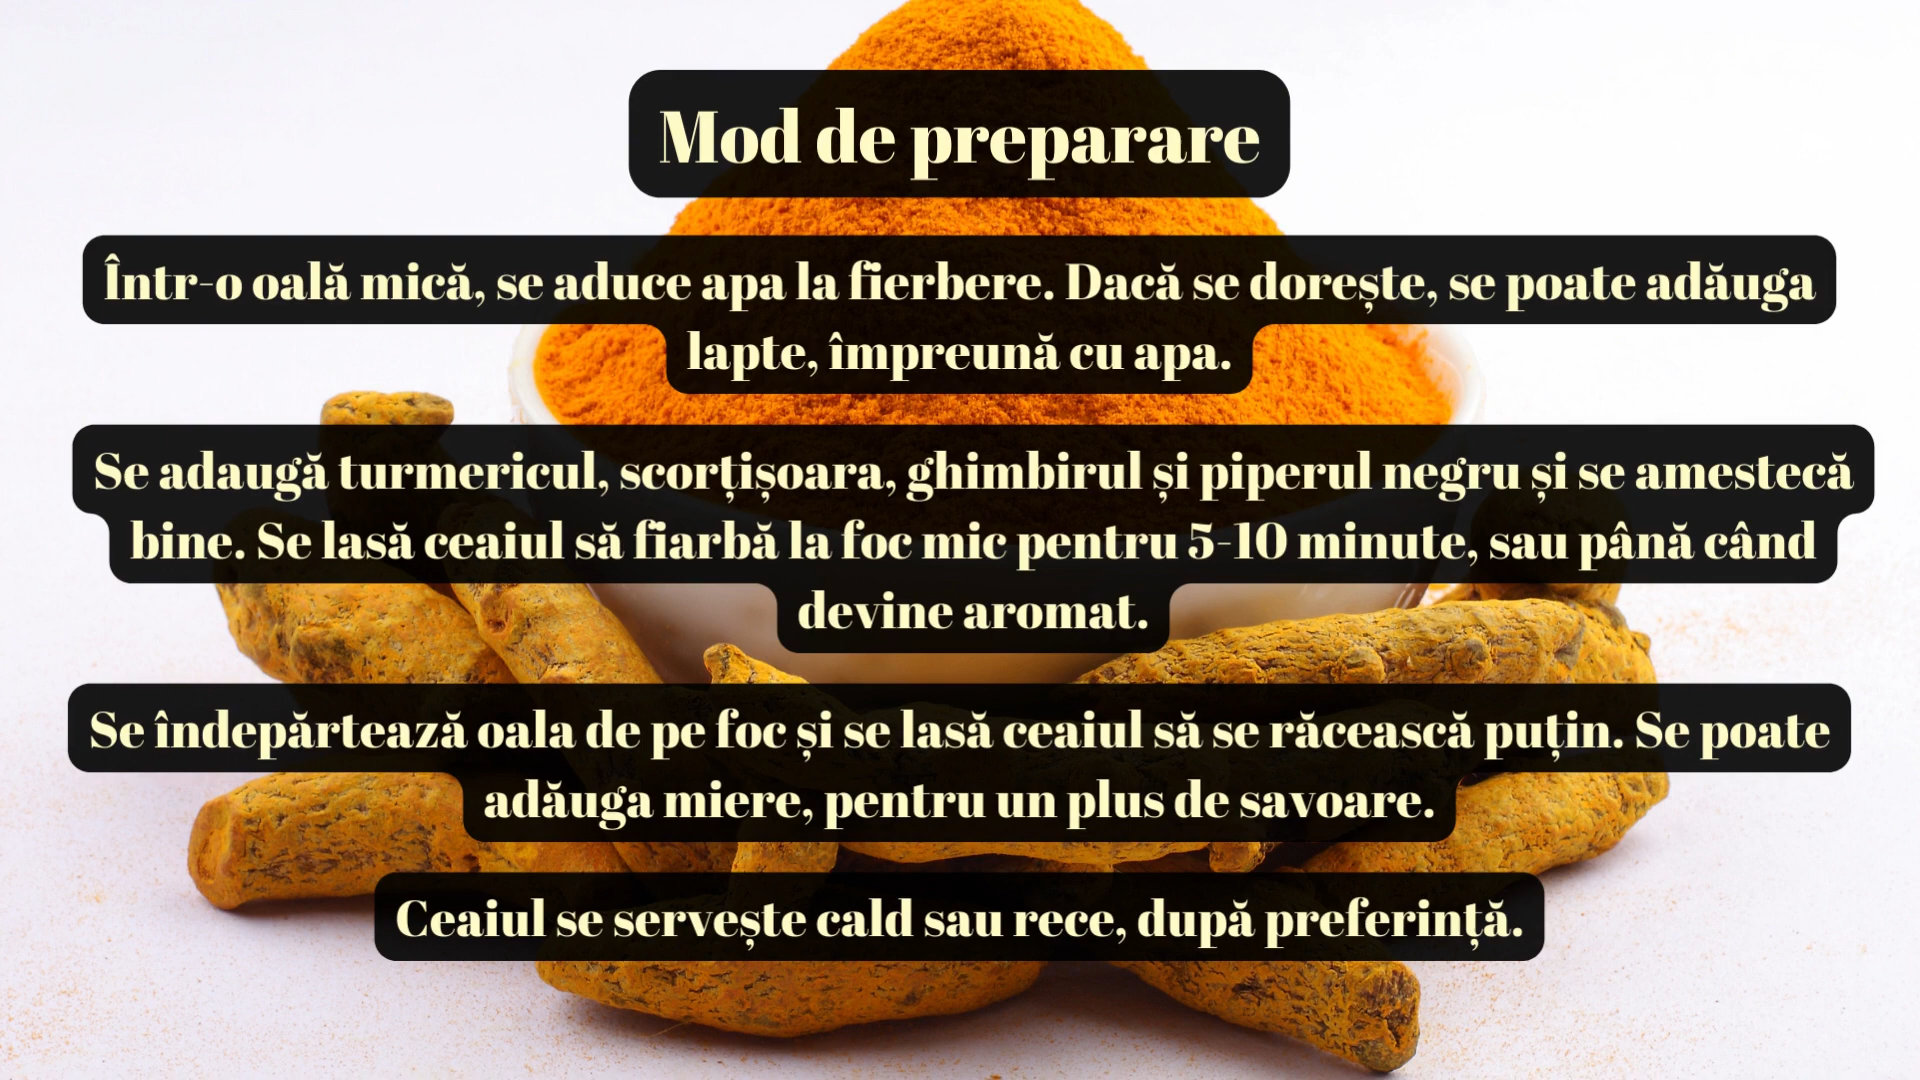 Mod de preparare
Într-o oală mică, se aduce apa la fierbere. Dacă se dorește, se poate adăuga
lapte, împreună cu apa.
Se adaugă turmericul, scorțișoara, ghimbirul și piperul negru și se amestecă
bine. Se lasă ceaiul să fiarbă la foc mic pentru 5-10 minute, sau până când
devine aromat.
Se îndepărtează oala de pe foc și se lasă ceaiul să se răcească puțin. Se poate
adăuga miere, pentru un plus de savoare.
Ceaiul se servește cald sau rece, după preferință.